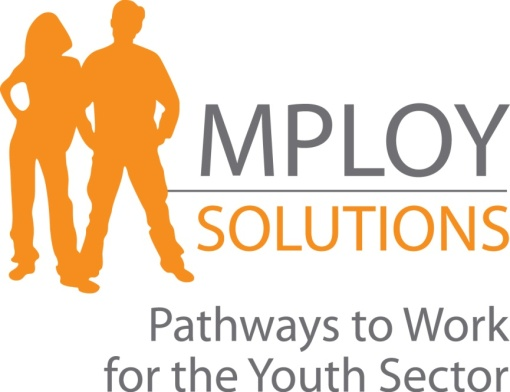 MPLOY
SOLUTIONS
Pathways to Work
for the Youth Sector